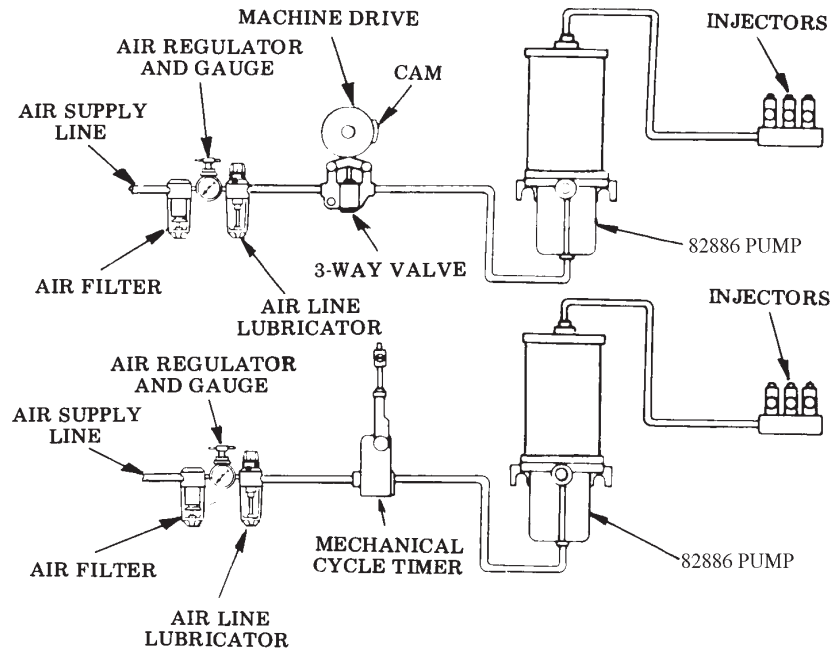 MACHINE DRIVE
AIR REGULATOR
AND GAUGE
CAM
INJECTORS
AIR SUPPLY
LINE
82886 PUMP
3-WAY VALVE
AIR FILTER
AIR LINE
LUBRICATOR
INJECTORS
AIR REGULATOR
AND GAUGE
AIR SUPPLY
LINE
MECHANICAL
CYCLE TIMER
82886 PUMP
AIR FILTER
AIR LINE
LUBRICATOR